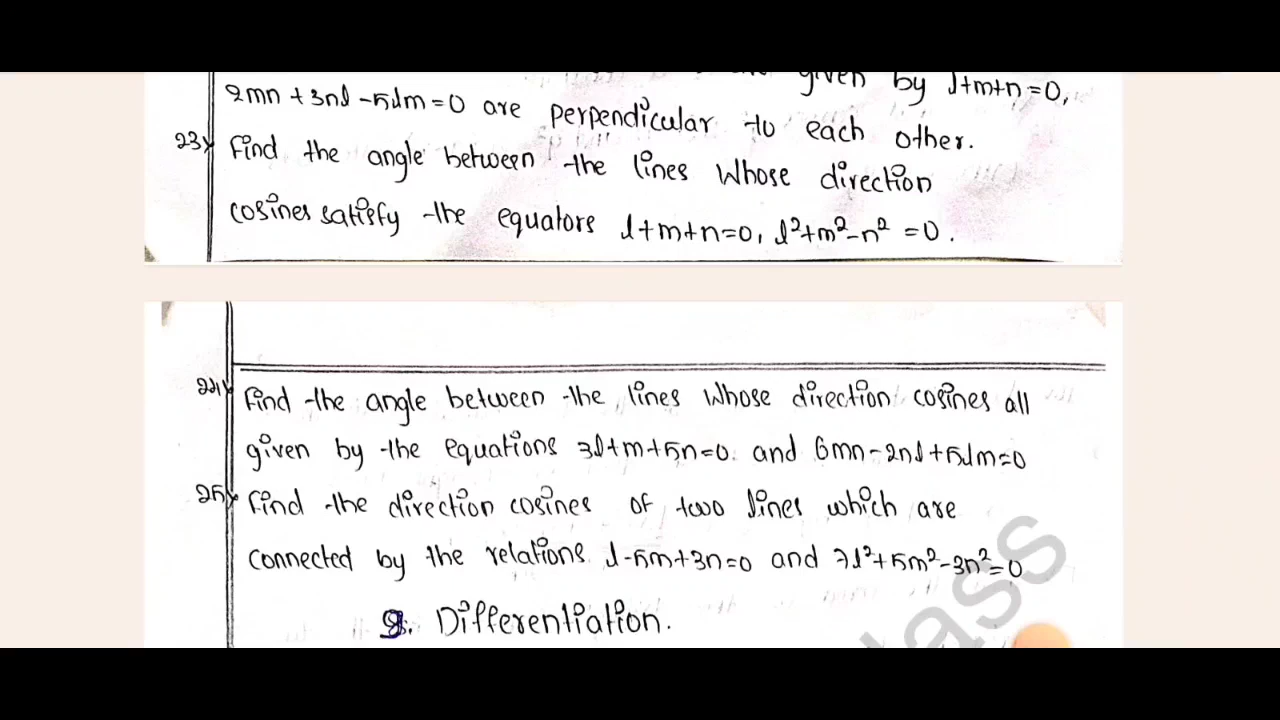 given by l+m+n=0,
2mn+3nl-5lm=0 are perpendicular to each other.
23) Find the angle between the lines whose direction
cosines satisfy the equators l+m+n=0, l²+m²-n²=0.
24) Find the angle between the lines whose direction cosines all
given by the equations 3l+m+5n=0. and 6mn-2nl+5lm=0
25) Find the direction cosines of two lines which are
connected by the relations. l-5m+3n=0 and 7l²+5m²-3n²=0
9. Differentiation.